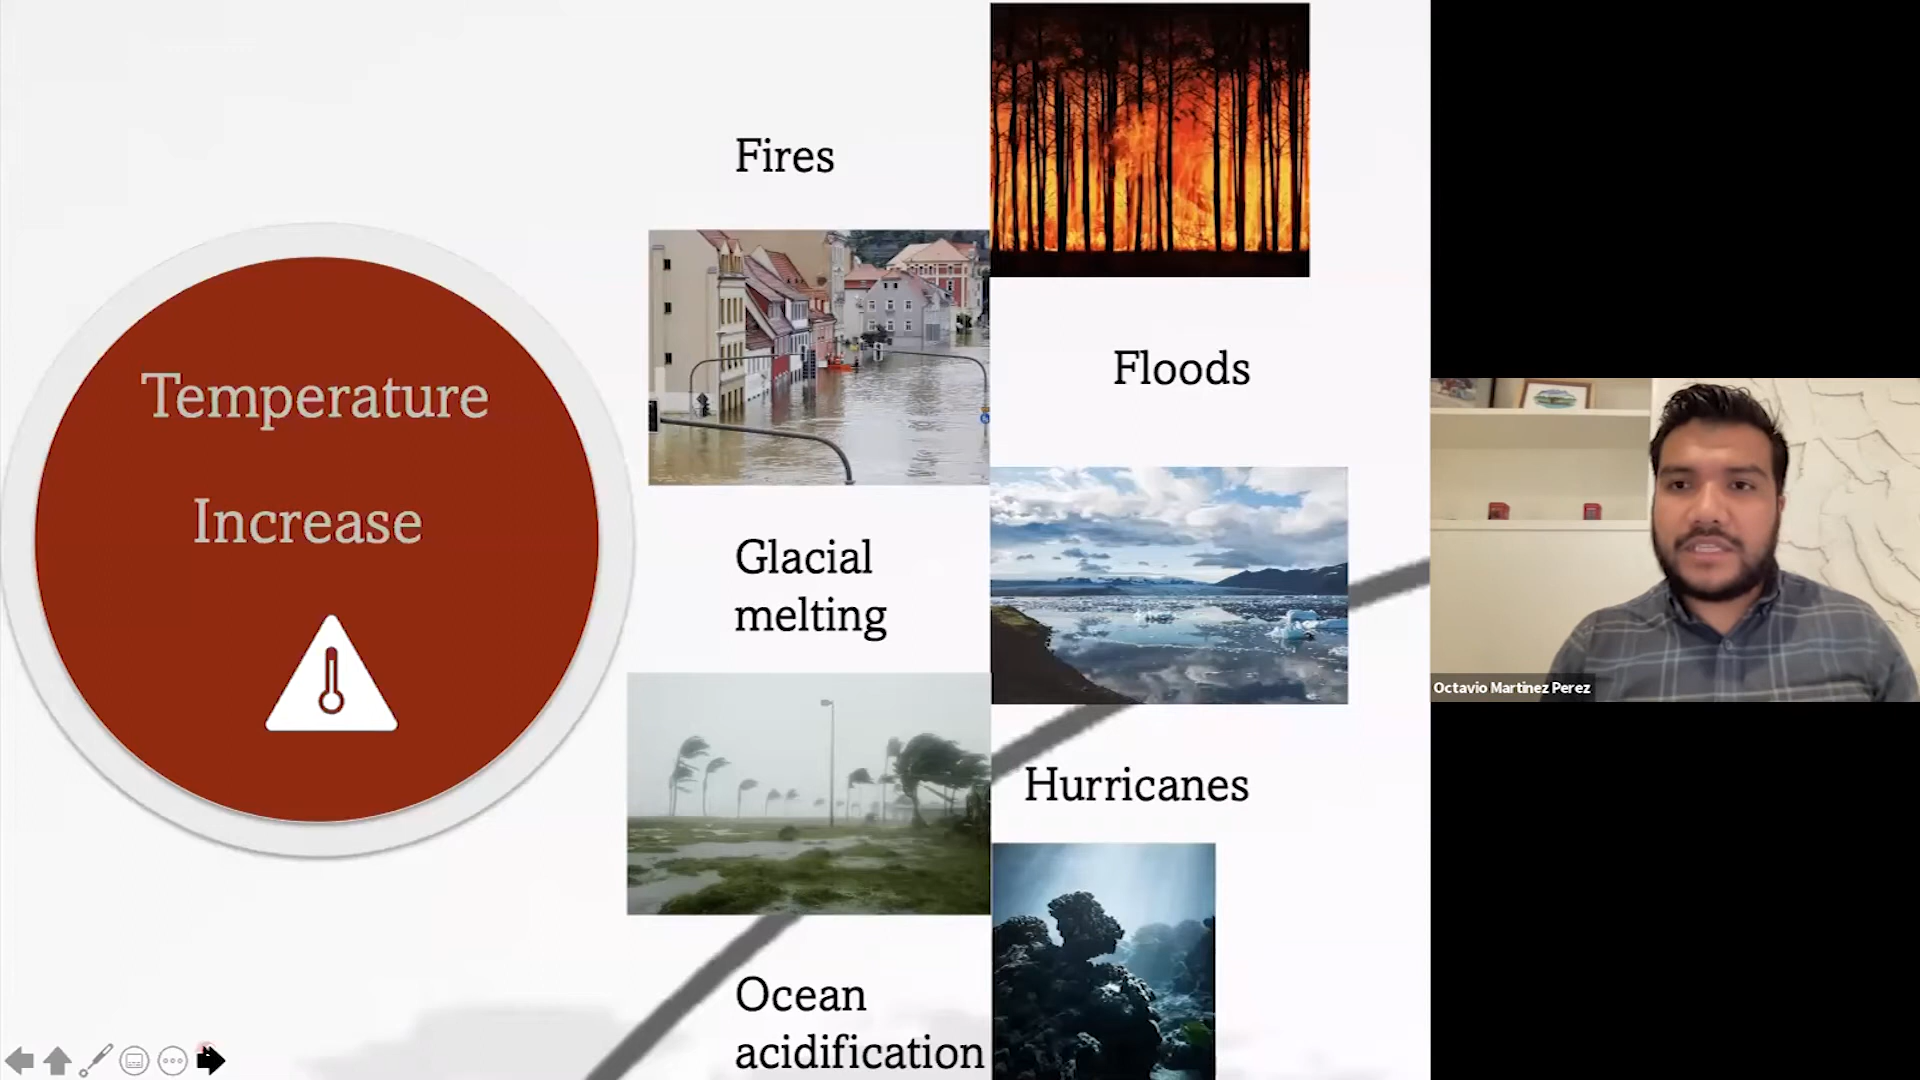 Temperature
Increase
Fires
Floods
Glacial
melting
Hurricanes
Ocean
acidification
Octavio Martinez Perez